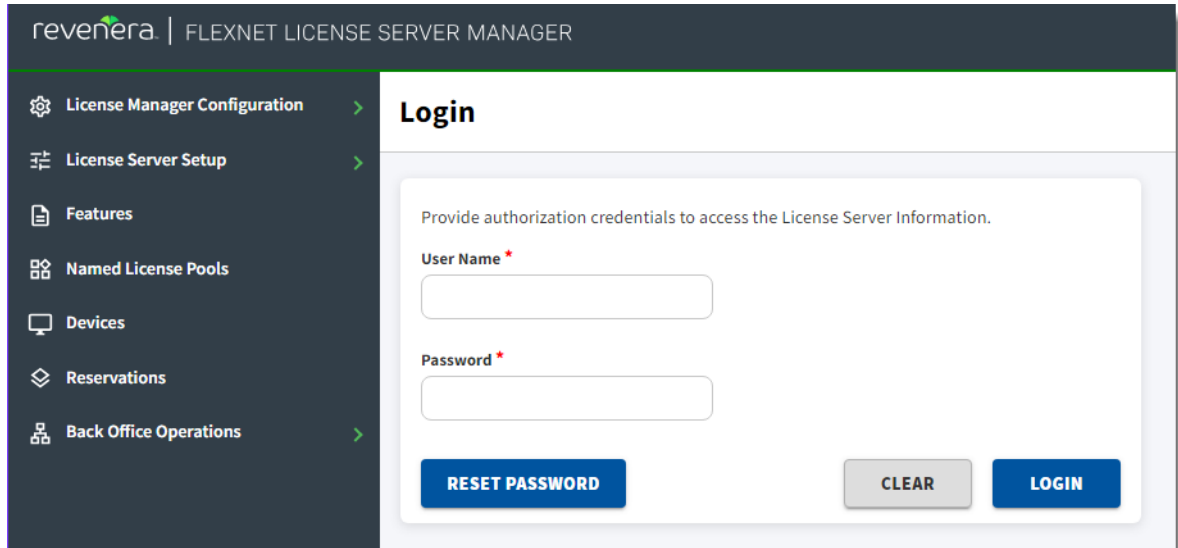 revenera. | FLEXNET LICENSE SERVER MANAGER
License Manager Configuration
License Server Setup
Features
Named License Pools
Devices
Reservations
Back Office Operations
Login
Provide authorization credentials to access the License Server Information.
User Name *
Password *
RESET PASSWORD CLEAR LOGIN